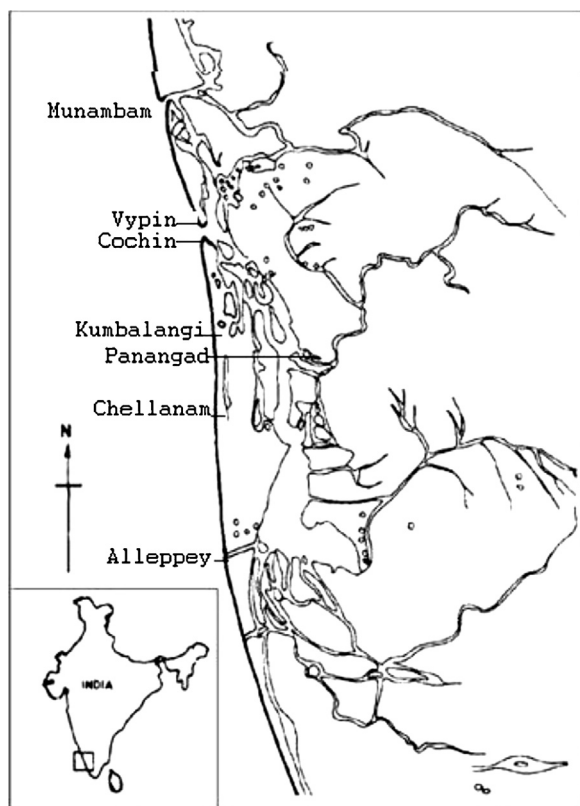 Munambam
Vypin
Cochin
Kumbalangi
Panangad
Chellanam
N
Alleppey
INDIA